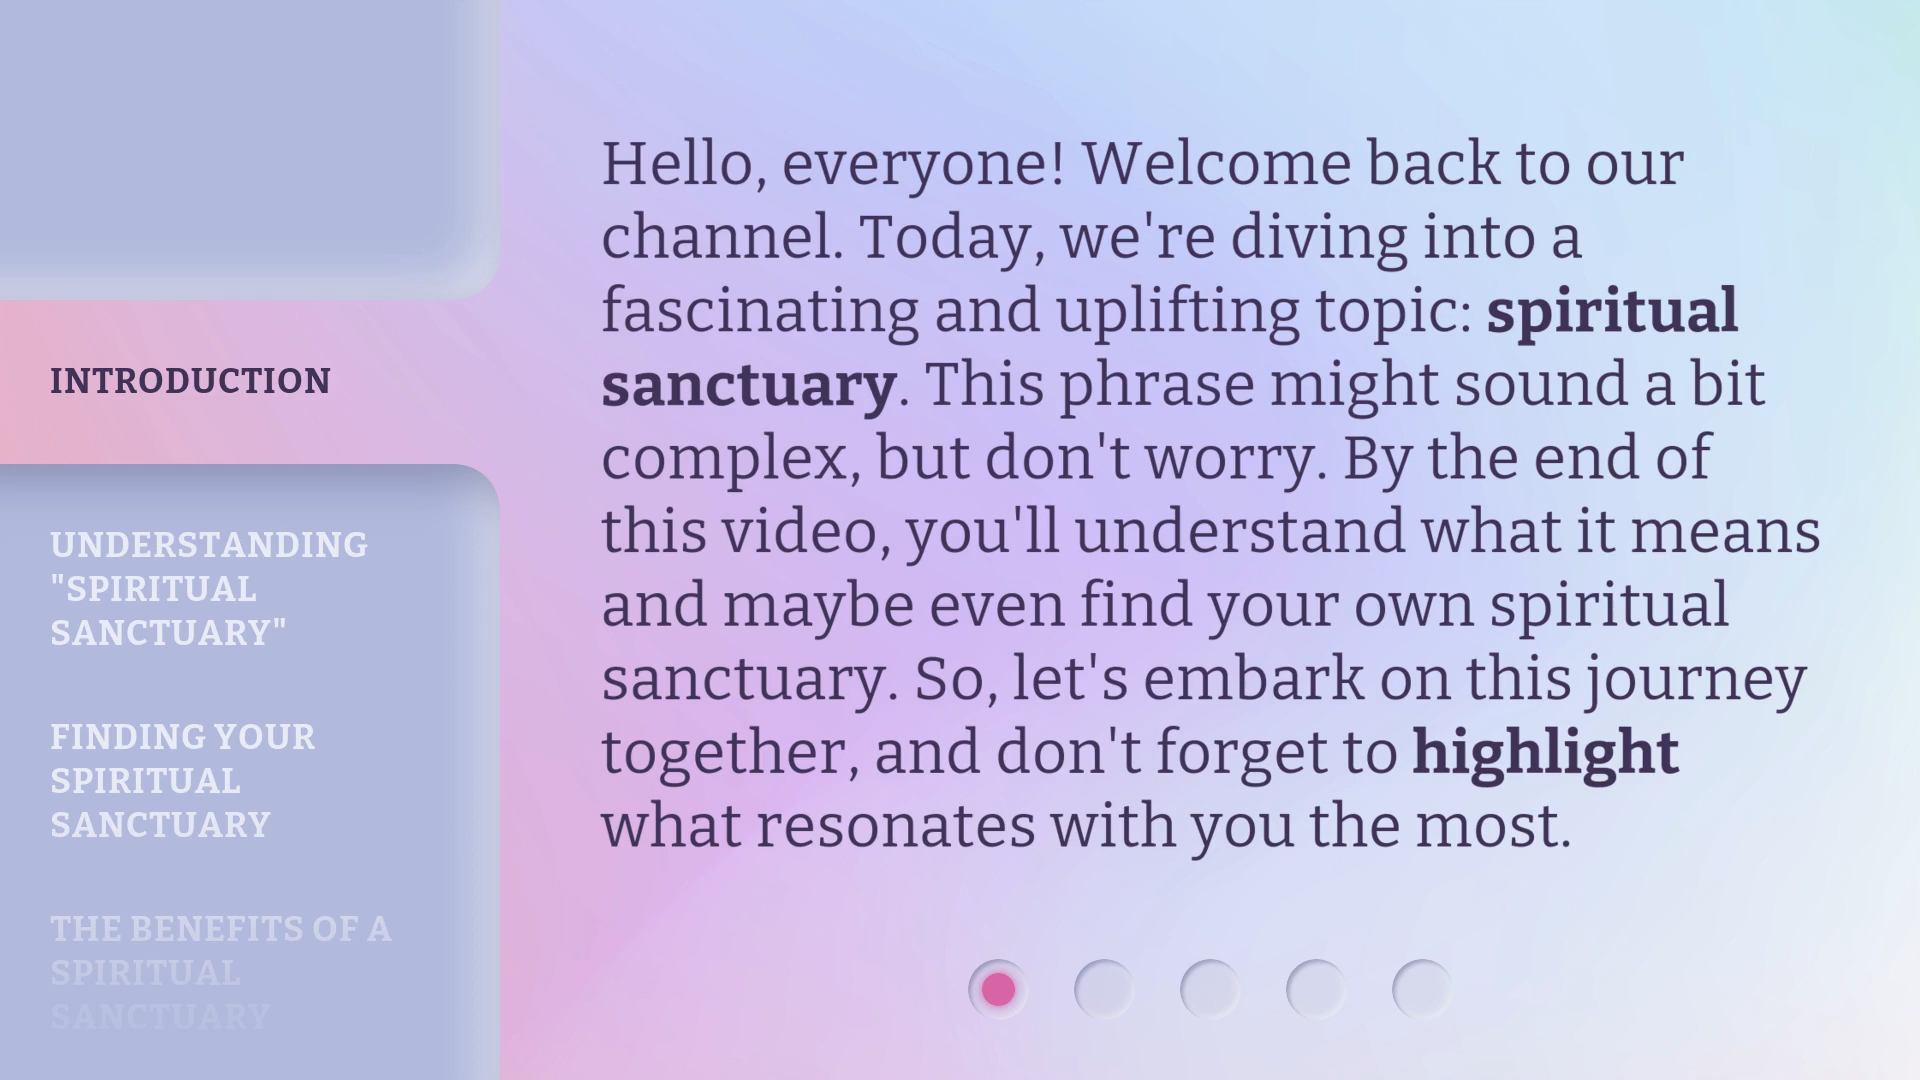 INTRODUCTION
UNDERSTANDING
"SPIRITUAL
SANCTUARY"
FINDING YOUR
SPIRITUAL
SANCTUARY
THE BENEFITS OF A
SPIRITUAL
SANCTUARY
Hello, everyone! Welcome back to our
channel. Today, we're diving into a
fascinating and uplifting topic: spiritual
sanctuary. This phrase might sound a bit
complex, but don't worry. By the end of
this video, you'll understand what it means
and maybe even find your own spiritual
sanctuary. So, let's embark on this journey
together, and don't forget to highlight
what resonates with you the most.